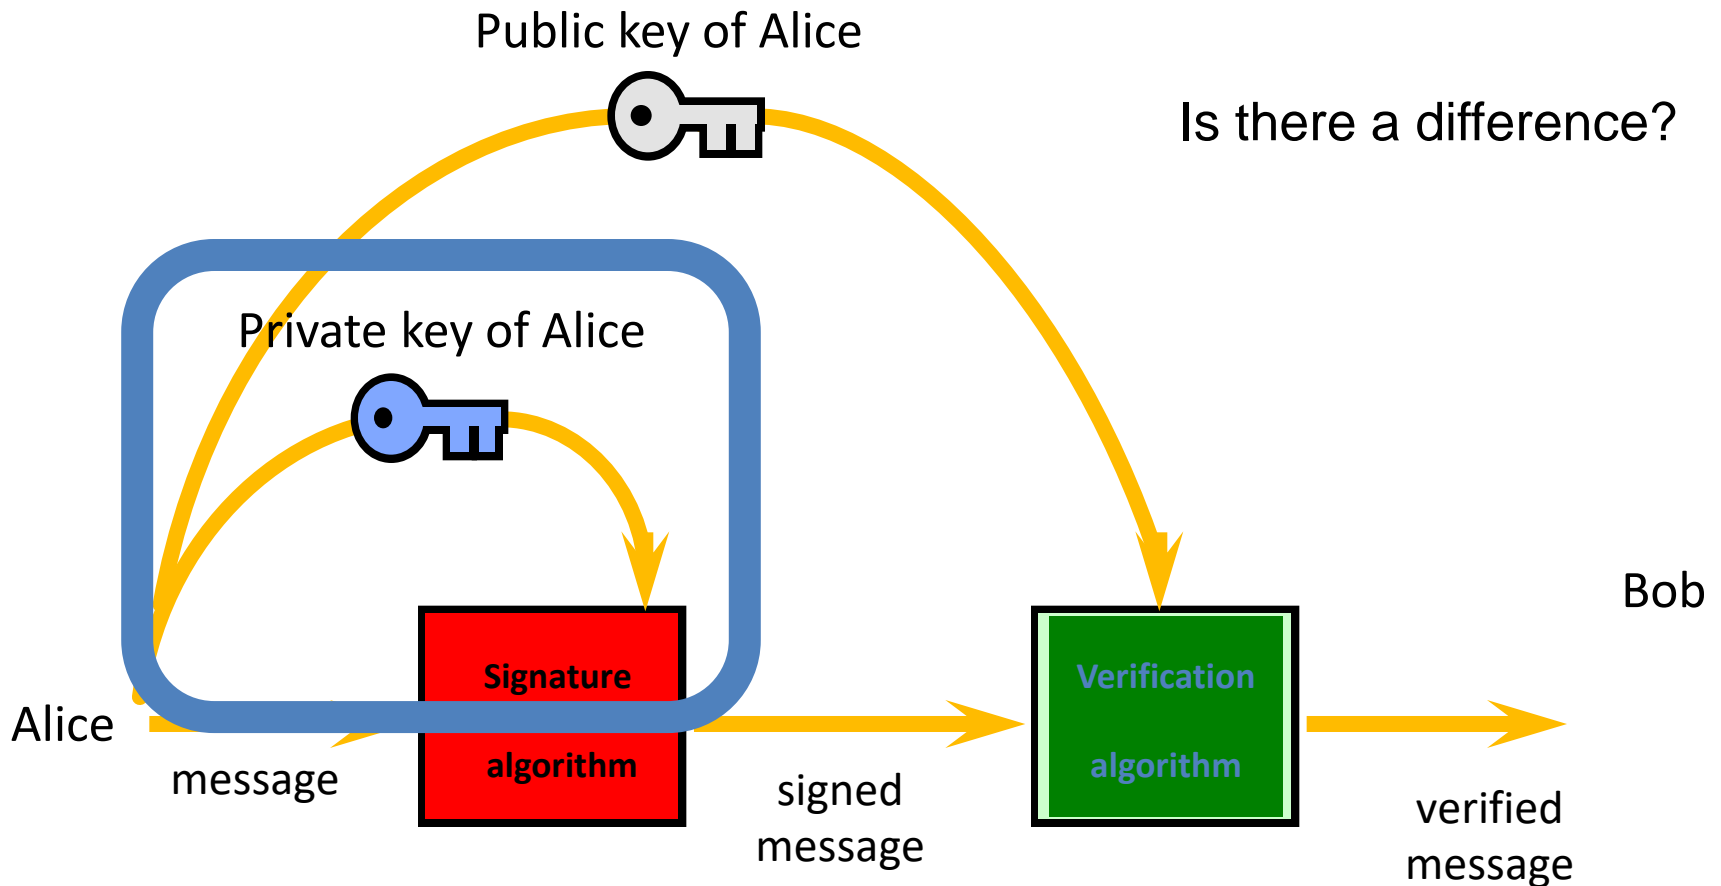 Public key of Alice
Is there a difference?
Private key of Alice
Bob
Signature
algorithm
Verification
algorithm
Alice
message
signed
message
verified
message